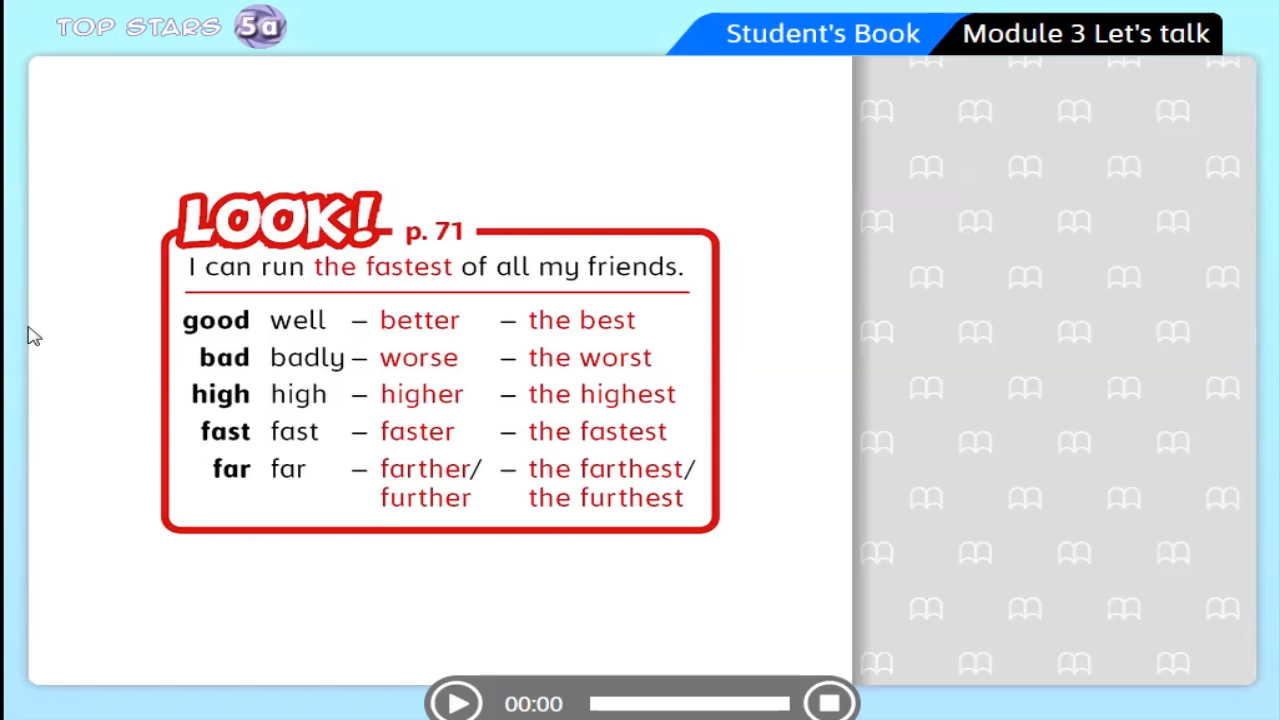 TOP STARS 5a
Student's Book
Module 3 Let's talk
LOOK! p. 71
I can run the fastest of all my friends.
good well – better – the best
bad badly – worse – the worst
high high – higher – the highest
fast fast – faster – the fastest
far far – farther/ – the farthest/
further the furthest
00:00